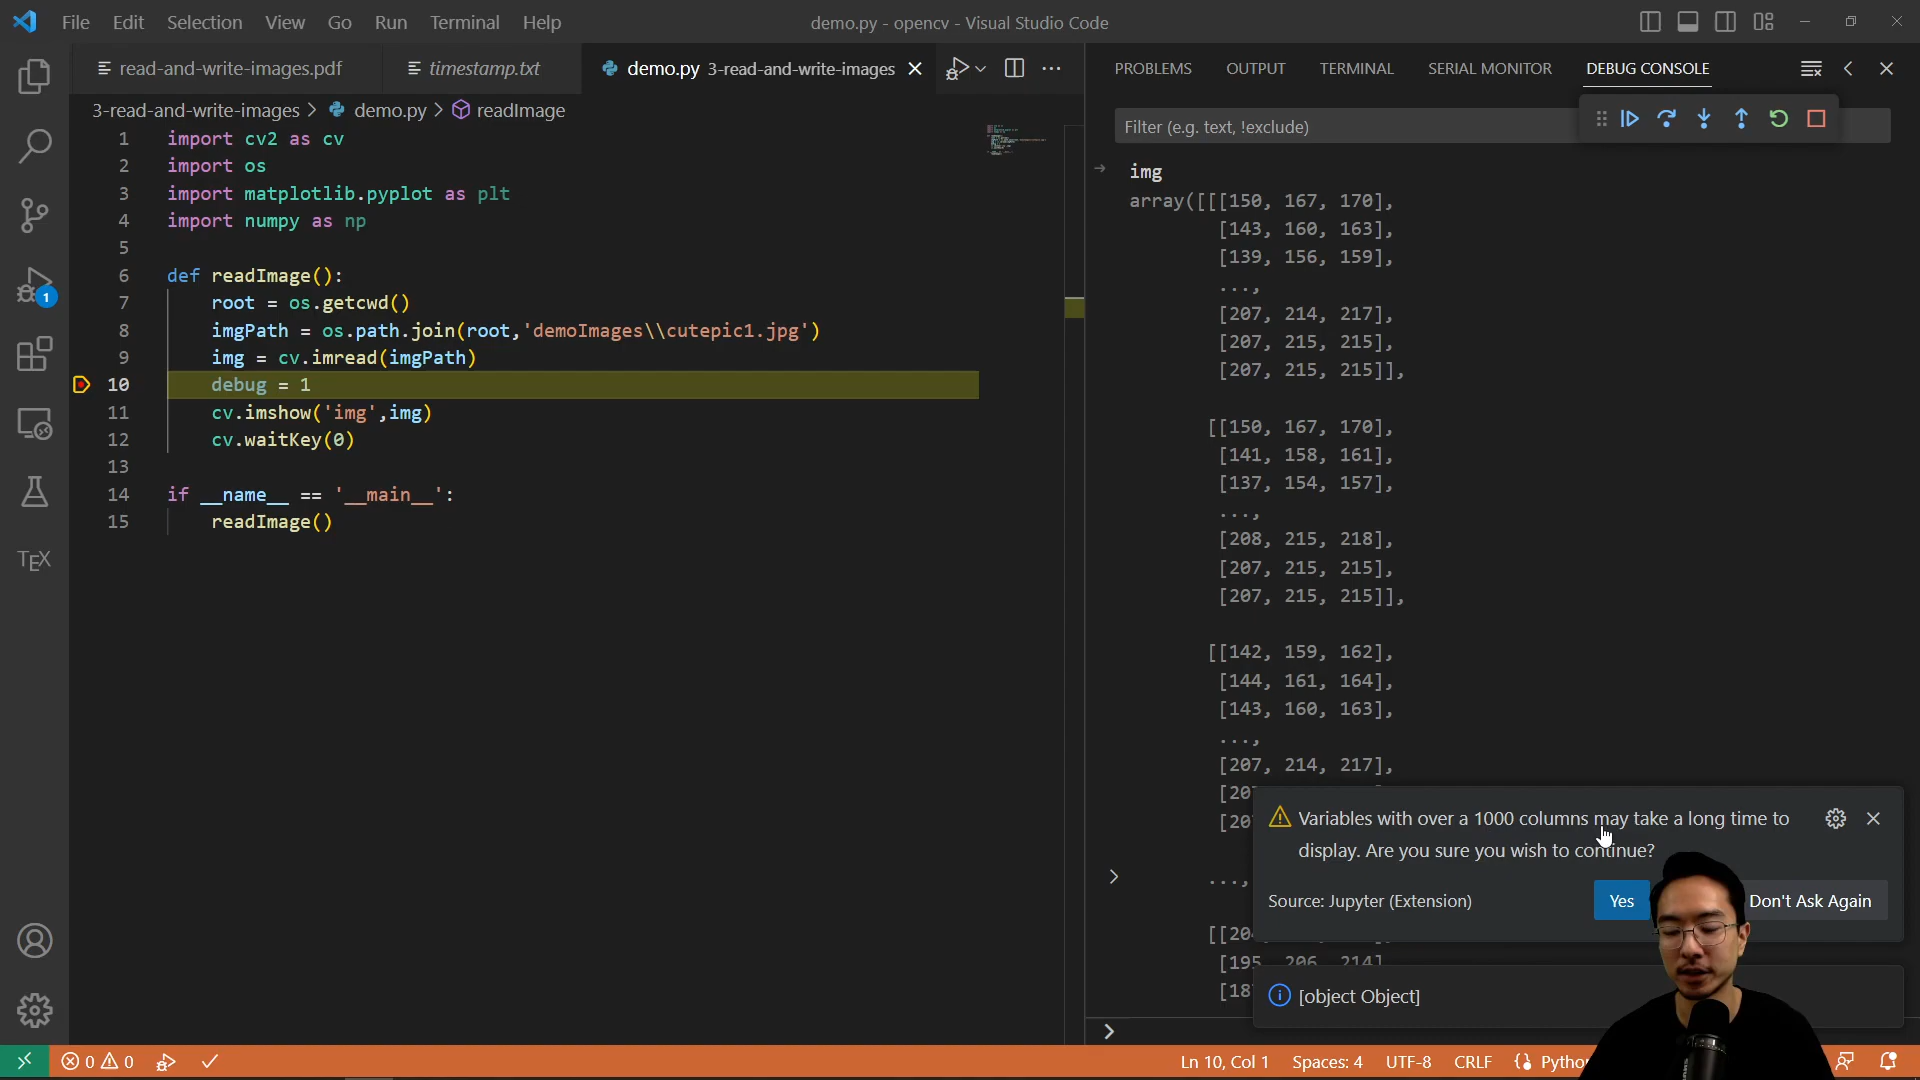 File Edit Selection View Go Run Terminal Help
demo.py - opencv - Visual Studio Code
read-and-write-images.pdf
timestamp.txt
demo.py 3-read-and-write-images
3-read-and-write-images > demo.py > readImage
1 import cv2 as cv
2 import os
3 import matplotlib.pyplot as plt
4 import numpy as np
5
6 def readImage():
7 root = os.getcwd()
8 imgPath = os.path.join(root,'demoImages\\cutepic1.jpg')
9 img = cv.imread(imgPath)
10 debug = 1
11 cv.imshow('img',img)
12 cv.waitKey(0)
13
14 if __name__ == '__main__':
15 readImage()
1
TEX
PROBLEMS OUTPUT TERMINAL SERIAL MONITOR DEBUG CONSOLE
Filter (e.g. text, !exclude)
img
array([[[150, 167, 170],
[143, 160, 163],
[139, 156, 159],
...,
[207, 214, 217],
[207, 215, 215],
[207, 215, 215]],
[[150, 167, 170],
[141, 158, 161],
[137, 154, 157],
...,
[208, 215, 218],
[207, 215, 215],
[207, 215, 215]],
[[142, 159, 162],
[144, 161, 164],
[143, 160, 163],
...,
[207, 214, 217],
...,
Variables with over a 1000 columns may take a long time to
display. Are you sure you wish to continue?
Source: Jupyter (Extension)
Yes
Don't Ask Again
[195, 206, 214]
[object Object]
0 0
Ln 10, Col 1 Spaces: 4 UTF-8 CRLF